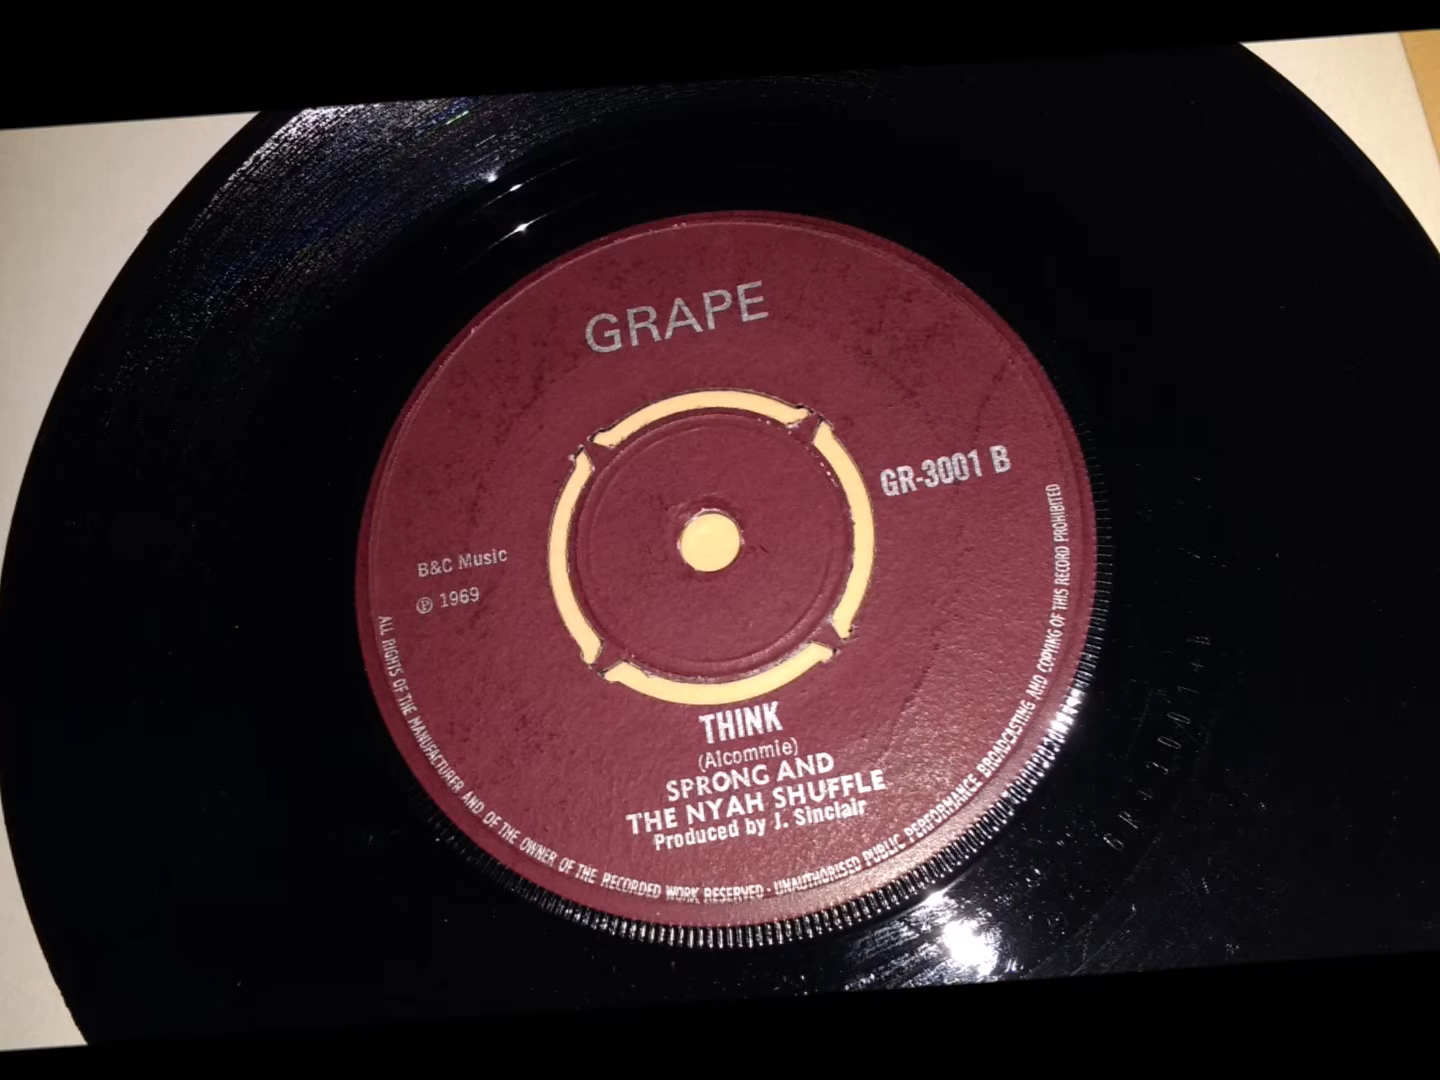 GRAPE
GR-3001 B
B&C Music
Ⓟ 1969
THINK
(Alcommie)
SPRONG AND
THE NYAH SHUFFLE
Produced by J. Sinclair
ALL RIGHTS OF THE MANUFACTURER AND OF THE OWNER OF THE RECORDED WORK RESERVED · UNAUTHORISED PUBLIC PERFORMANCE BROADCASTING AND COPYING OF THIS RECORD PROHIBITED